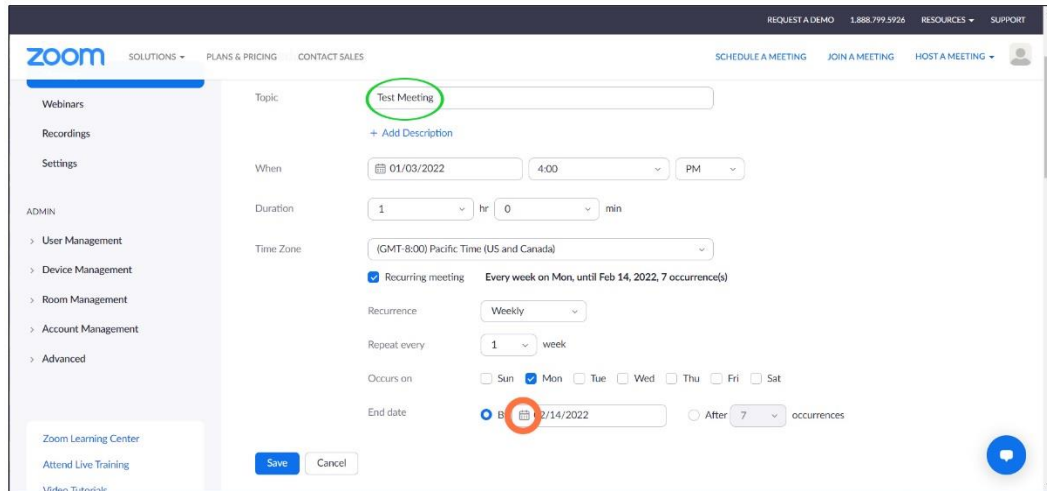 REQUEST A DEMO 1.888.799.5926 RESOURCES SUPPORT
zoom SOLUTIONS PLANS & PRICING CONTACT SALES SCHEDULE A MEETING JOIN A MEETING HOST A MEETING
Webinars
Recordings
Settings
ADMIN
User Management
Device Management
Room Management
Account Management
Advanced
Zoom Learning Center
Attend Live Training
Video Tutorials
Topic Test Meeting
+ Add Description
When 01/03/2022 4:00 PM
Duration 1 hr 0 min
Time Zone (GMT-8:00) Pacific Time (US and Canada)
Recurring meeting Every week on Mon, until Feb 14, 2022, 7 occurrence(s)
Recurrence Weekly
Repeat every 1 week
Occurs on Sun Mon Tue Wed Thu Fri Sat
End date 02/14/2022 After 7 occurrences
Save Cancel